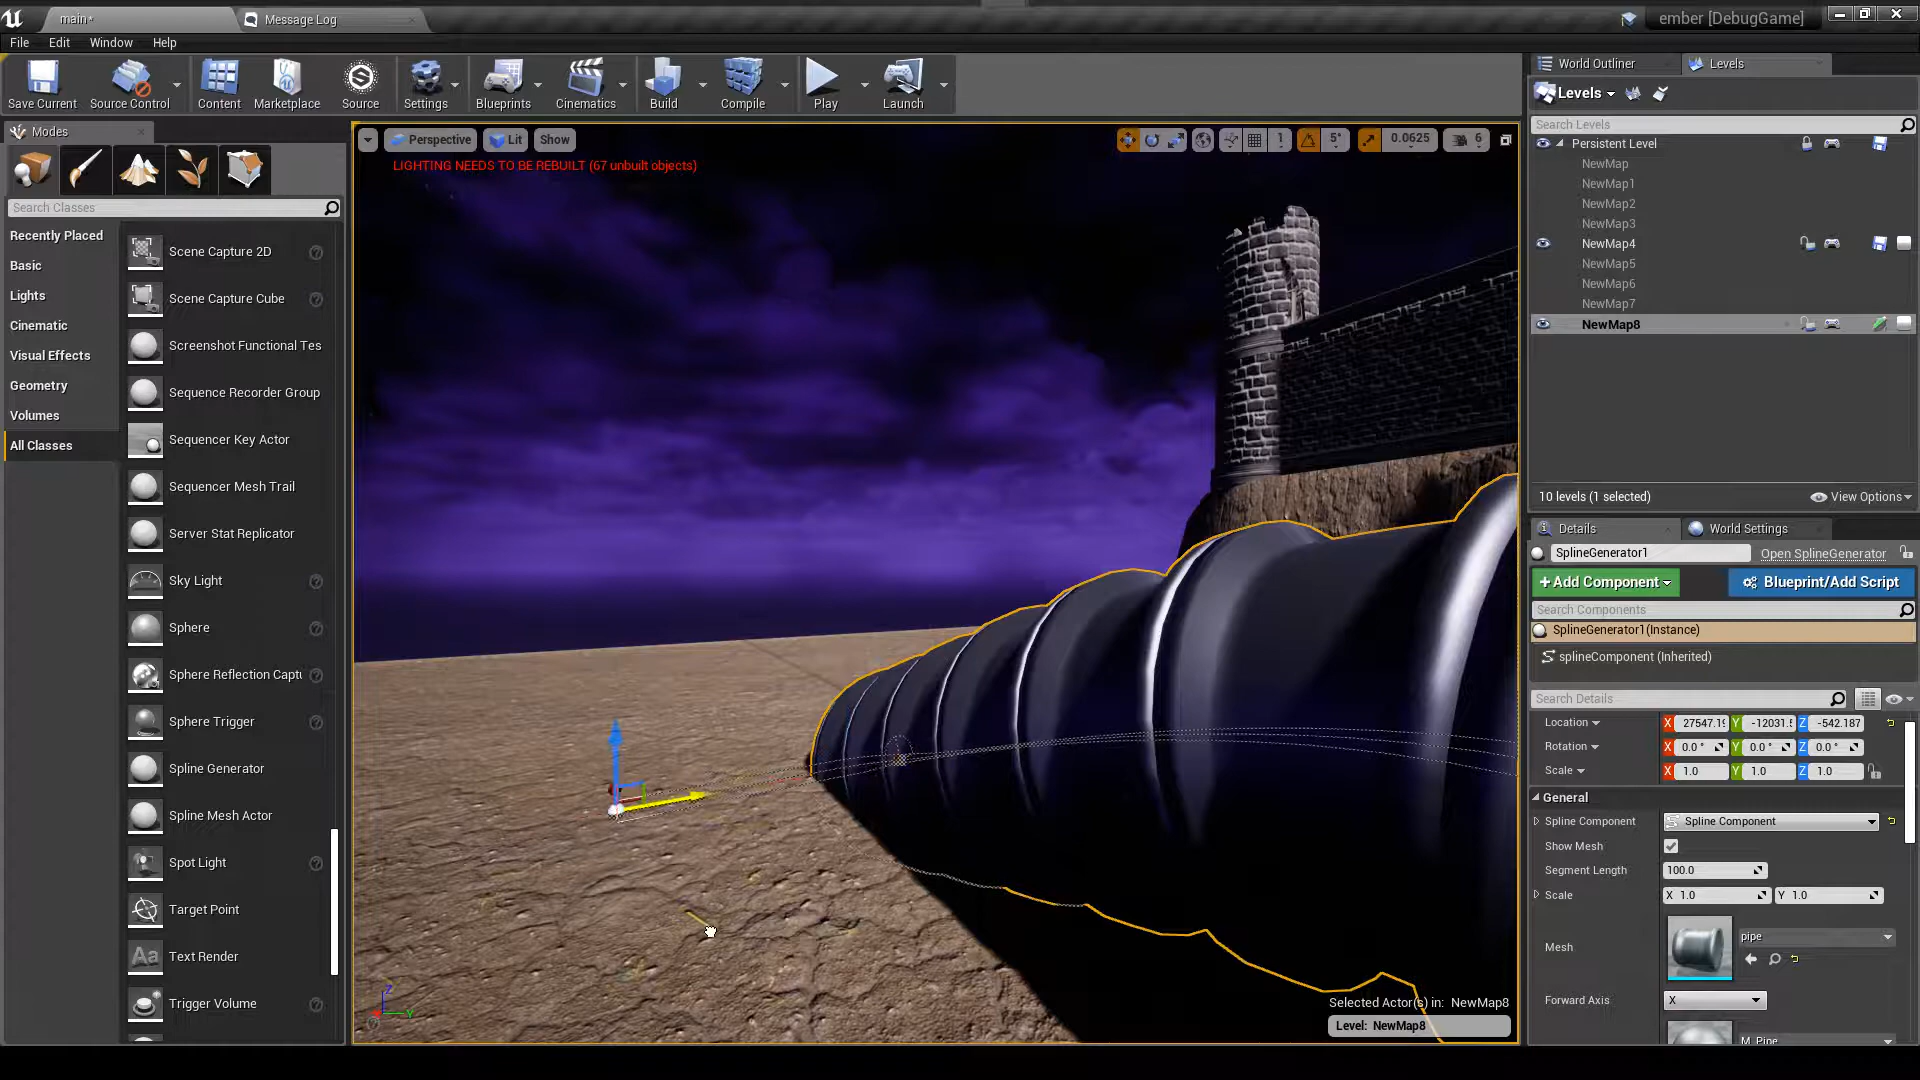 main*
Message Log
ember [DebugGame]
File
Edit
Window
Help
Save Current
Source Control
Content
Marketplace
Source
Settings
Blueprints
Cinematics
Build
Compile
Play
Launch
World Outliner
Levels
Levels
Search Levels
Persistent Level
NewMap
NewMap1
NewMap2
NewMap3
NewMap4
NewMap5
NewMap6
NewMap7
NewMap8
10 levels (1 selected)
View Options
Modes
Search Classes
Recently Placed
Basic
Lights
Cinematic
Visual Effects
Geometry
Volumes
All Classes
Scene Capture 2D
Scene Capture Cube
Screenshot Functional Tes
Sequence Recorder Group
Sequencer Key Actor
Sequencer Mesh Trail
Server Stat Replicator
Sky Light
Sphere
Sphere Reflection Captu
Sphere Trigger
Spline Generator
Spline Mesh Actor
Spot Light
Target Point
Aa Text Render
Trigger Volume
Perspective
Lit
Show
1
5°
0.0625
6
LIGHTING NEEDS TO BE REBUILT (67 unbuilt objects)
Z
Y
Selected Actor(s) in: NewMap8
Level: NewMap8
Details
World Settings
SplineGenerator1
Open SplineGenerator
+Add Component
Blueprint/Add Script
Search Components
SplineGenerator1(Instance)
splineComponent (Inherited)
Search Details
Location X 27547.19 Y -12031.5 Z -542.187
Rotation X 0.0 ° Y 0.0 ° Z 0.0 °
Scale X 1.0 Y 1.0 Z 1.0
General
Spline Component Spline Component
Show Mesh
Segment Length 100.0
Scale X 1.0 Y 1.0
Mesh pipe
Forward Axis X
M_Pipe